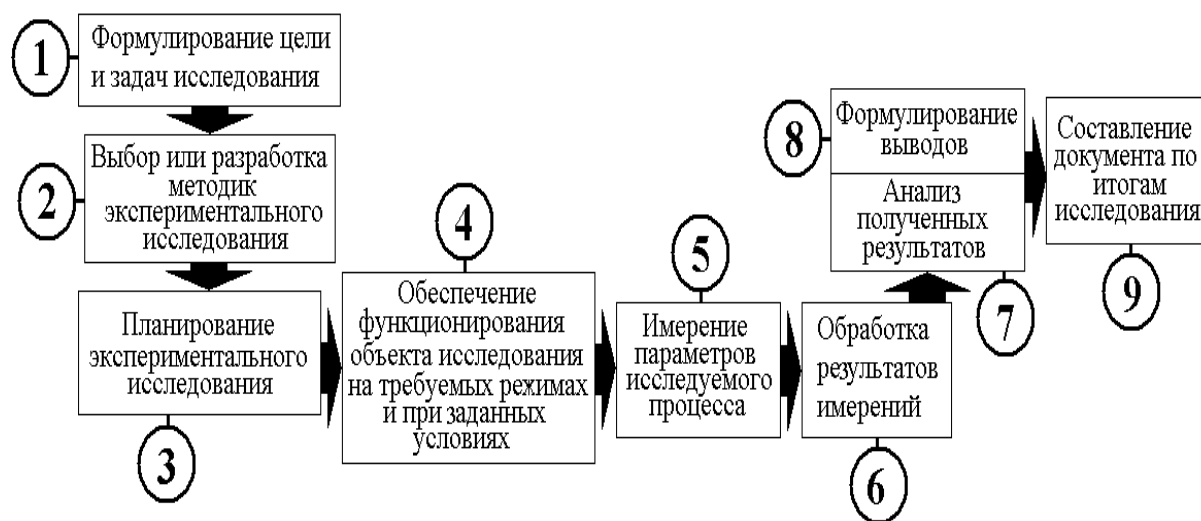 1
Формулирование цели
и задач исследования
2
Выбор или разработка
методик
экспериментального
исследования
3
Планирование
экспериментального
исследования
4
Обеспечение
функционирования
объекта исследования
на требуемых режимах
и при заданных
условиях
5
Имерение
параметров
исследуемого
процесса
6
Обработка
результатов
имерений
7
Анализ
полученных
результатов
8
Формулирование
выводов
9
Составление
документа по
итогам
исследования